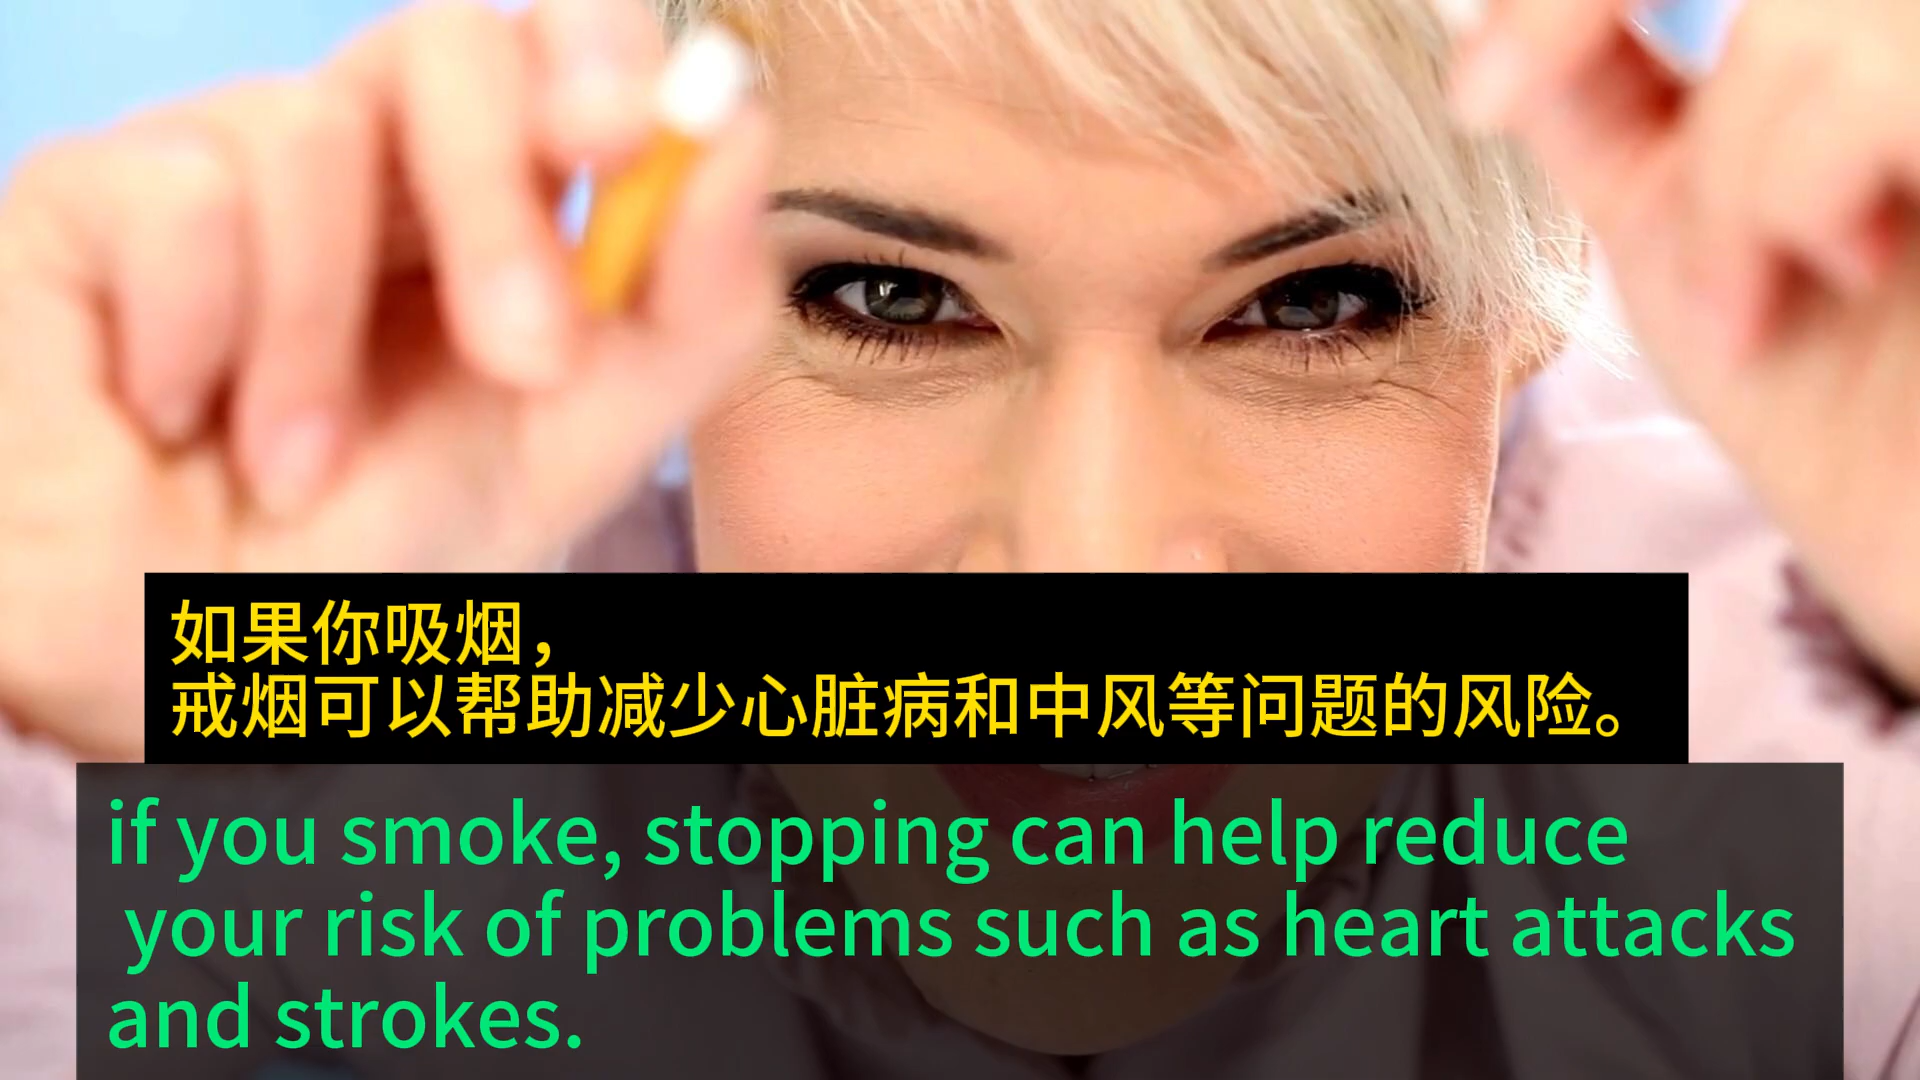 如果你吸烟，
戒烟可以帮助减少心脏病和中风等问题的风险。
if you smoke, stopping can help reduce
your risk of problems such as heart attacks
and strokes.